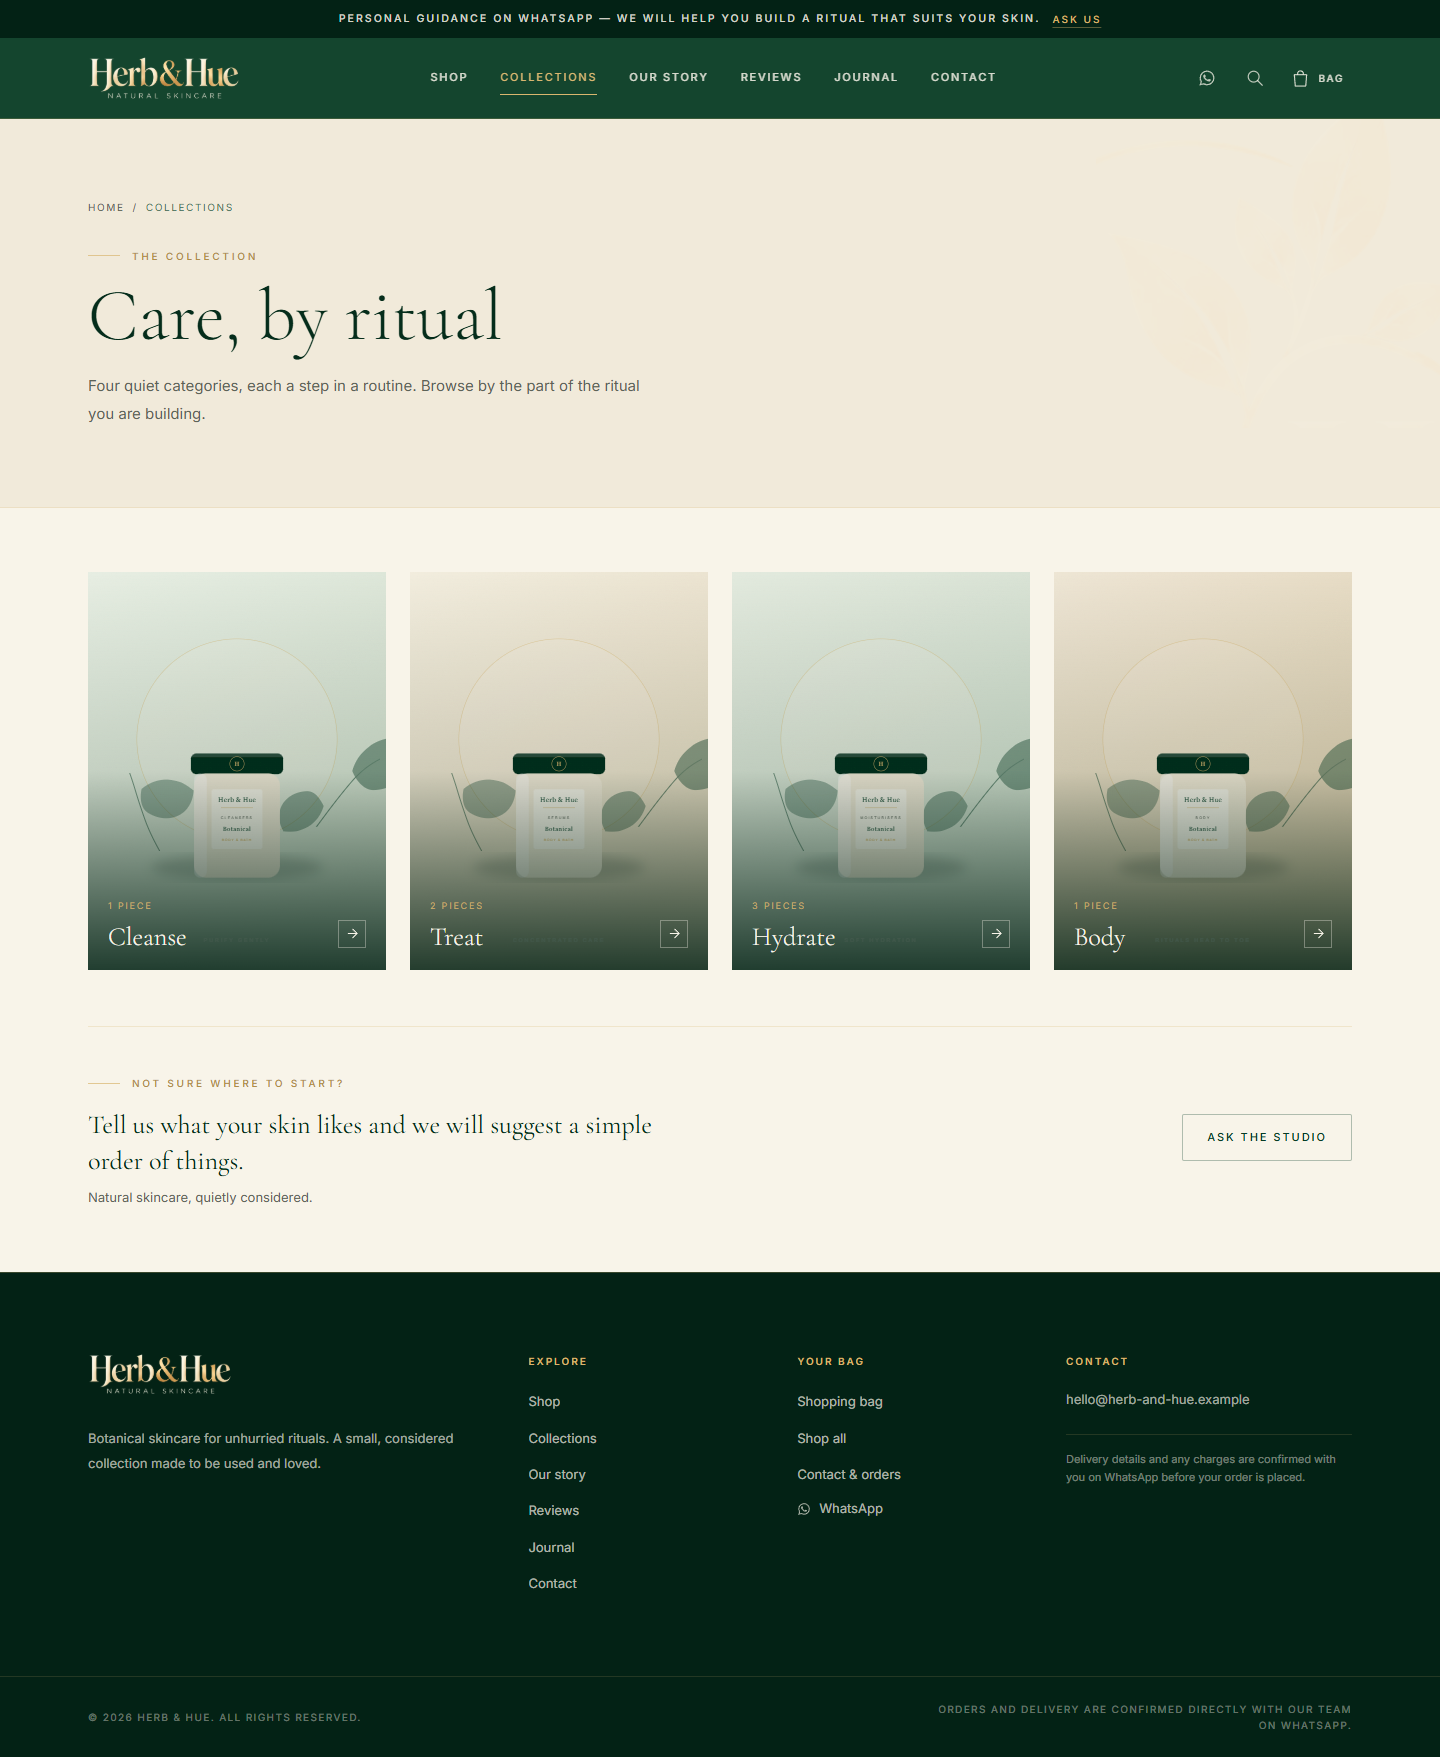 PERSONAL GUIDANCE ON WHATSAPP — WE WILL HELP YOU BUILD A RITUAL THAT SUITS YOUR SKIN. ASK US
Herb&Hue
NATURAL SKINCARE
SHOP COLLECTIONS OUR STORY REVIEWS JOURNAL CONTACT BAG
HOME / COLLECTIONS
THE COLLECTION
Care, by ritual
Four quiet categories, each a step in a routine. Browse by the part of the ritual
you are building.
Herb & Hue
CLEANSERS
Botanical
1 PIECE
Cleanse
Herb & Hue
SERUMS
Botanical
2 PIECES
Treat
Herb & Hue
MOISTURISERS
Botanical
3 PIECES
Hydrate
Herb & Hue
BODY
Botanical
1 PIECE
Body
NOT SURE WHERE TO START?
Tell us what your skin likes and we will suggest a simple
order of things.
Natural skincare, quietly considered.
ASK THE STUDIO
Herb&Hue
NATURAL SKINCARE
Botanical skincare for unhurried rituals. A small, considered
collection made to be used and loved.
EXPLORE
Shop
Collections
Our story
Reviews
Journal
Contact
YOUR BAG
Shopping bag
Shop all
Contact & orders
WhatsApp
CONTACT
hello@herb-and-hue.example
Delivery details and any charges are confirmed with
you on WhatsApp before your order is placed.
© 2026 HERB & HUE. ALL RIGHTS RESERVED.
ORDERS AND DELIVERY ARE CONFIRMED DIRECTLY WITH OUR TEAM
ON WHATSAPP.